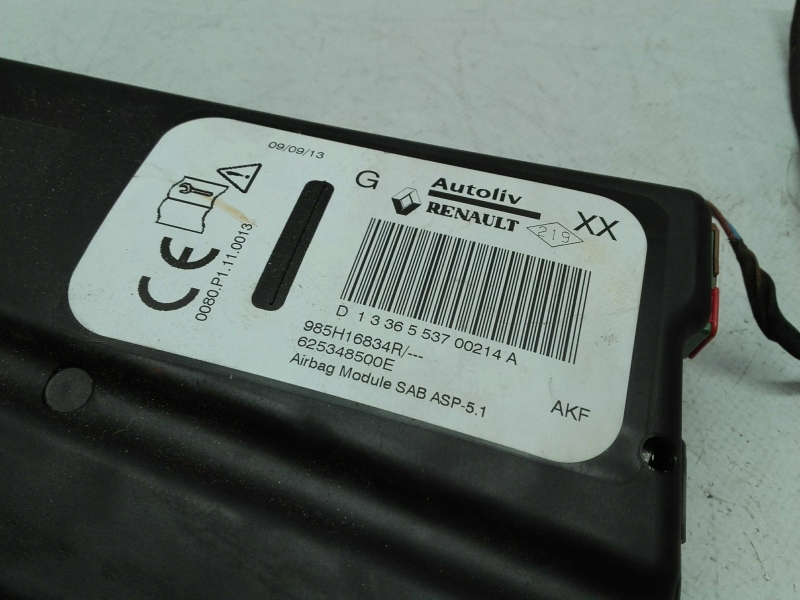 09/09/13
G
Autoliv
RENAULT
219
XX
CE
0080.P1.11.0013
D 1 3 36 5 537 00214 A
985H16834R/---
625348500E
Airbag Module SAB ASP-5.1
AKF